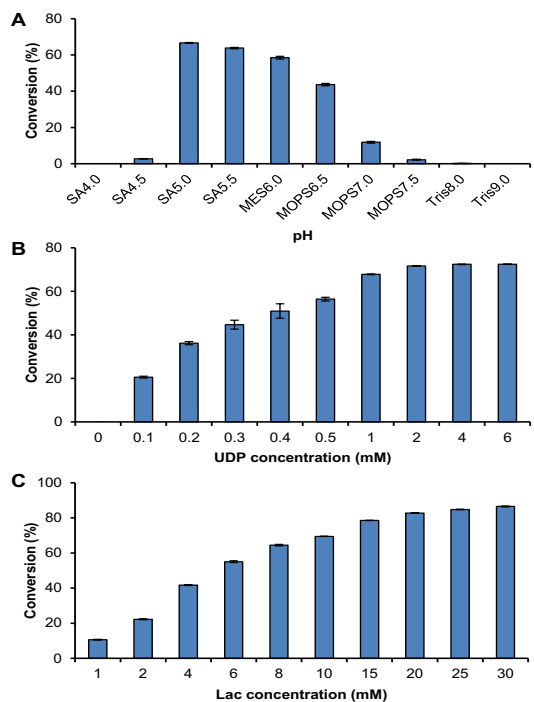 A
Conversion (%)
80
60
40
20
0
SA4.0 SA4.5 SA5.0 SA5.5 MES6.0 MOPS6.5 MOPS7.0 MOPS7.5 Tris8.0 Tris9.0
pH
B
Conversion (%)
80
60
40
20
0
0 0.1 0.2 0.3 0.4 0.5 1 2 4 6
UDP concentration (mM)
C
Conversion (%)
100
80
60
40
20
0
1 2 4 6 8 10 15 20 25 30
Lac concentration (mM)